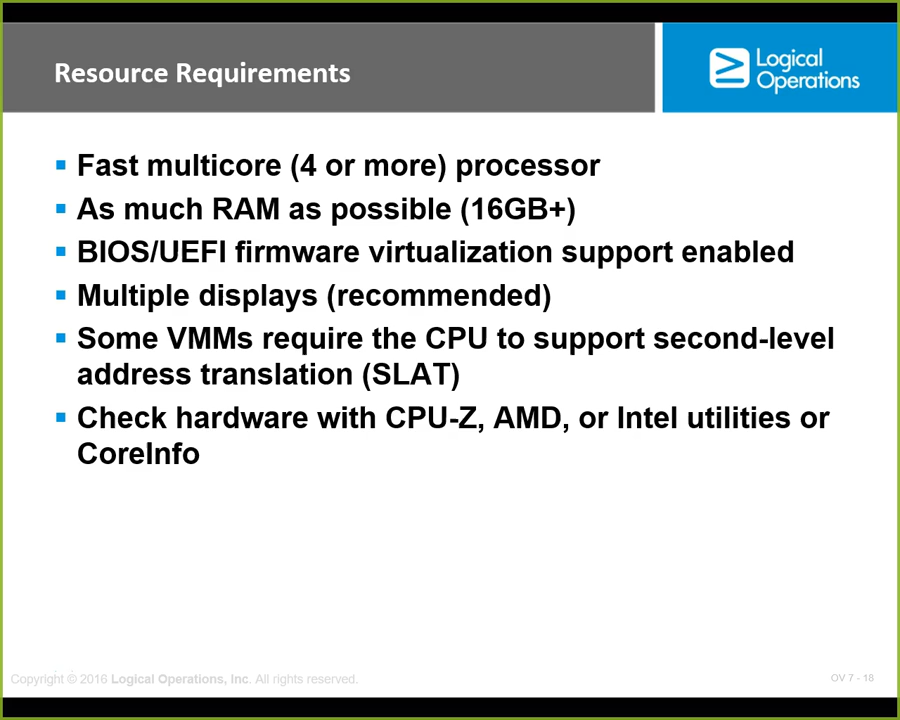 Resource Requirements
Logical
Operations
Fast multicore (4 or more) processor
As much RAM as possible (16GB+)
BIOS/UEFI firmware virtualization support enabled
Multiple displays (recommended)
Some VMMs require the CPU to support second-level
address translation (SLAT)
Check hardware with CPU-Z, AMD, or Intel utilities or
CoreInfo
Copyright © 2016 Logical Operations, Inc. All rights reserved.
OV 7 - 18